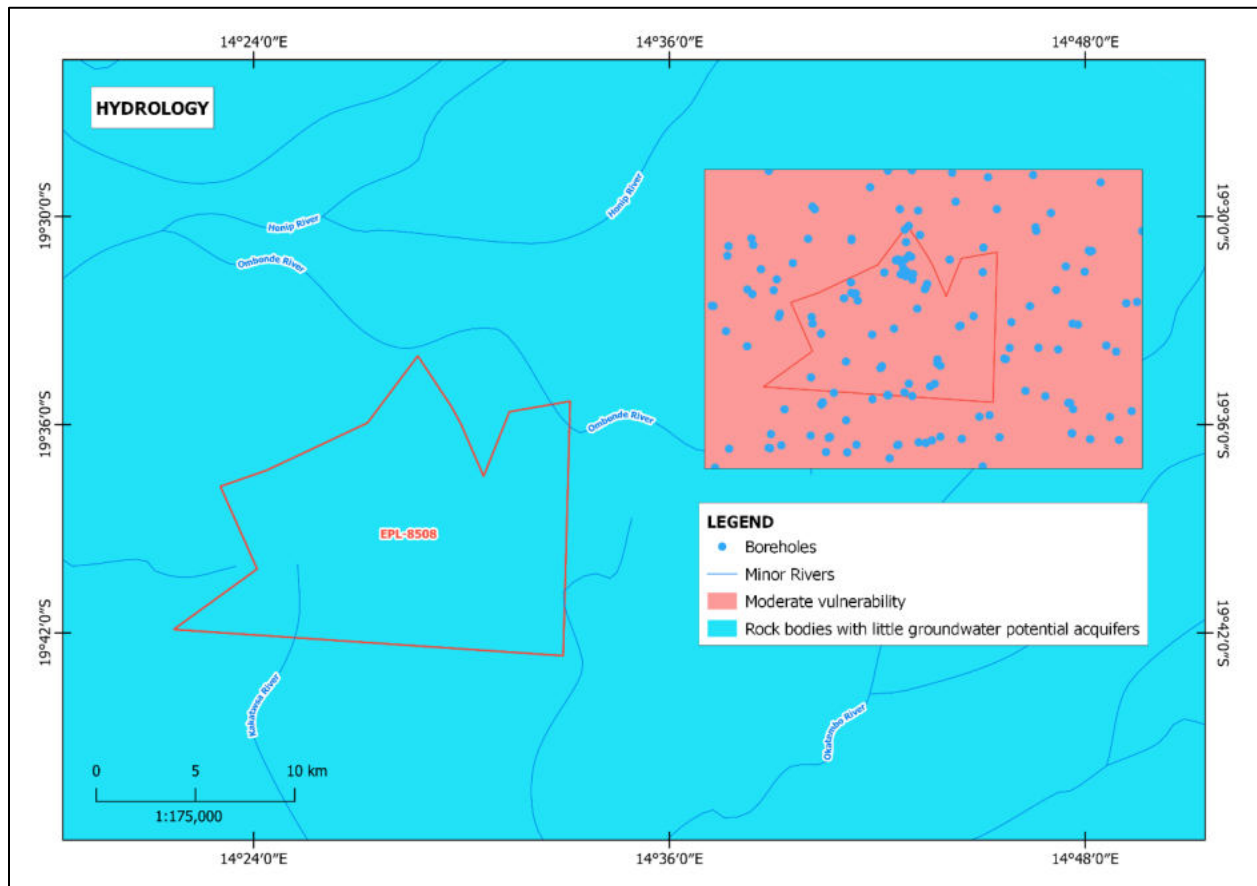 14°24'0"E 14°36'0"E 14°48'0"E
HYDROLOGY
19°30'0"S
19°30'0"S
Honip River
Honip River
Ombonde River
19°36'0"S
Ombonde River
19°36'0"S
EPL-8508
LEGEND
Boreholes
Minor Rivers
Moderate vulnerability
Rock bodies with little groundwater potential acquifers
19°42'0"S
19°42'0"S
Kakatswa River
Okatembo River
0 5 10 km
1:175,000
14°24'0"E 14°36'0"E 14°48'0"E